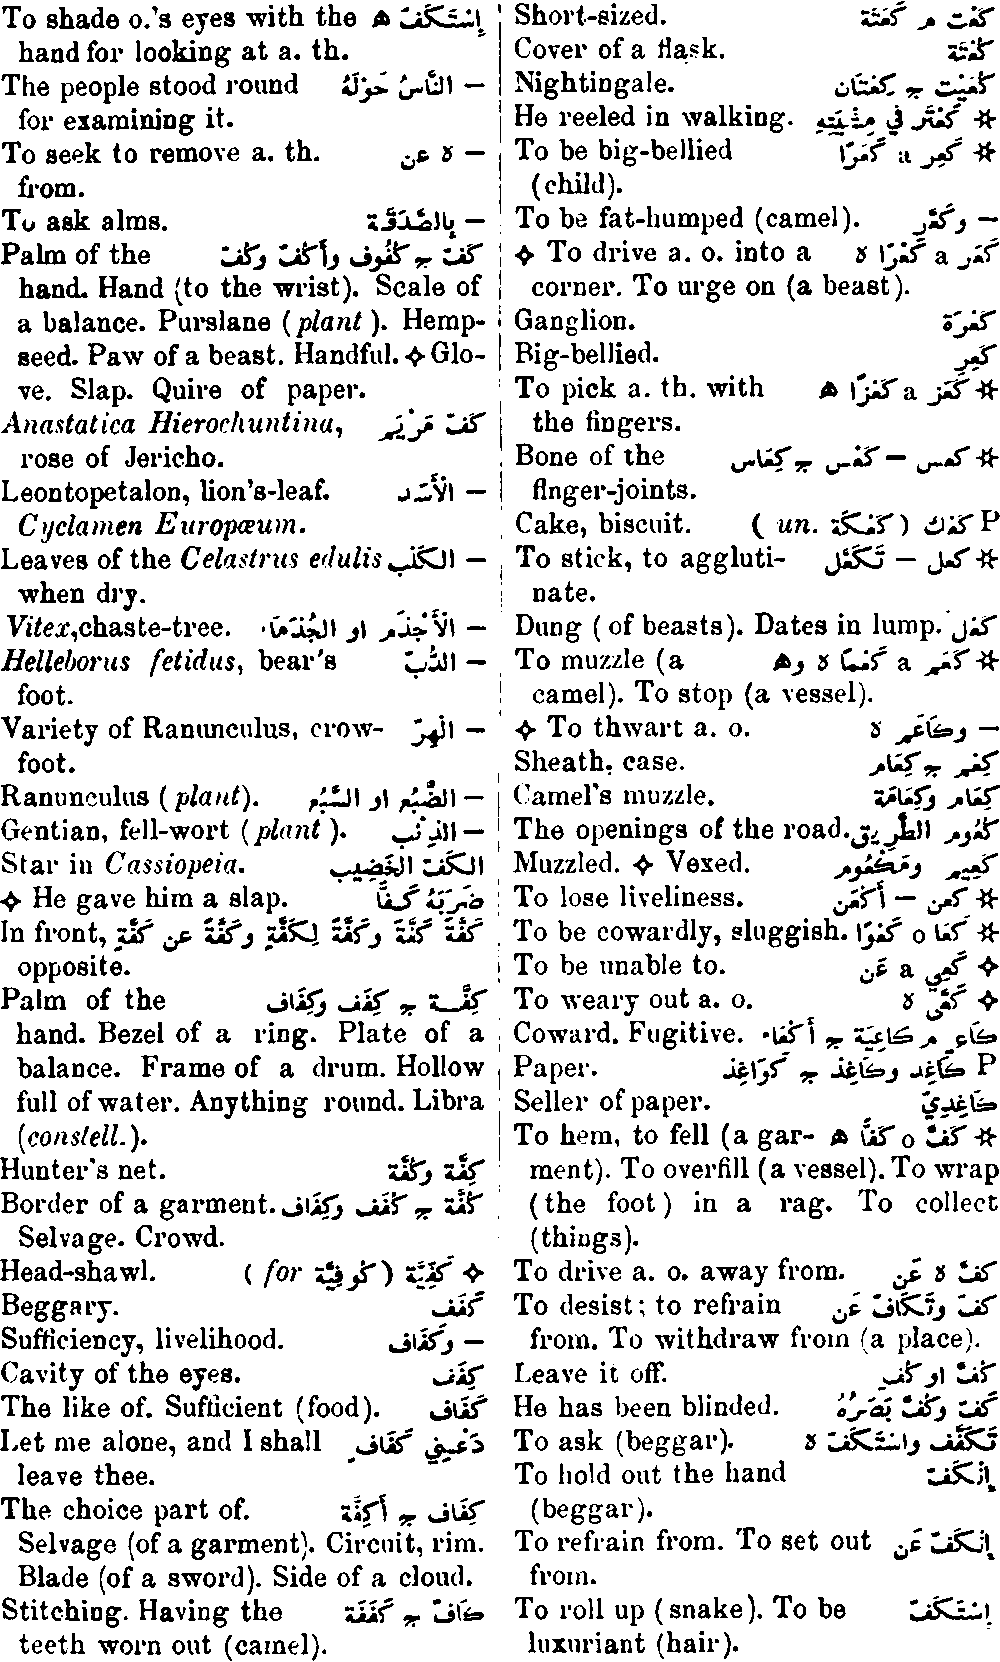 Short-sized. كَعْت م كَعْتَة
Cover of a flask. كُعْتَة
Nightingale. كُعَيْت ج كِعْتَان
He reeled in walking. ✲ كَعْتَرَ في مِشْيَتِهِ
To be big-bellied ✲ كَعِرَ a كَعَرًا
(child).
To be fat-humped (camel). — وكَعَّر
✧ To drive a. o. into a كَعَر a كَعْرًا ه
corner. To urge on (a beast).
Ganglion. كَعْرَة
Big-bellied. كَعِر
To pick a. th. with ✲ كَعَز a كَعْزًا ه
the fingers.
Bone of the ✲ كعس — كَعْس ج كِعَاس
finger-joints.
Cake, biscuit. P كَعْك ( un. كَعْكَة )
To stick, to aggluti- ✲ كعل — تَكَعَّل
nate.
Dung ( of beasts). Dates in lump. كَعْل
To muzzle (a ✲ كَعَم a كَعْمًا ه وه
camel). To stop (a vessel).
✧ To thwart a. o. — وكَاعَم ه
Sheath, case. كِعْم ج كِعَام
Camel's muzzle. كِعَام وكِعَامَة
The openings of the road. كُعُوم الطَّرِيق
Muzzled. ✧ Vexed. كَعِيم ومَكْعُوم
To lose liveliness. ✲ كعن — أَكْعَن
To be cowardly, sluggish. ✲ كَعَا o كَعْوًا
To be unable to. ✧ كَعِي a عَن
To weary out a. o. ✧ كَعَّى ه
Coward. Fugitive. كَاعٍ م كَاعِيَة ج أَكْعَاء
Paper. P كَاغَد وكَاغَذ ج كَوَاغِذ
Seller of paper. كَاغِدِيّ
To hem, to fell (a gar- ✲ كَفَّ o كَفًّا ه
ment). To overfill (a vessel). To wrap
(the foot) in a rag. To collect
(things).
To drive a. o. away from. كَفَّ ه عَن
To desist; to refrain كَفَّ وتَكَافَّ عَن
from. To withdraw from (a place).
Leave it off. كُفَّ او كُفْ
He has been blinded. كَفَّ وكُفَّ بَصَرُهُ
To ask (beggar). تَكَفَّف واسْتَكَفَّ ه
To hold out the hand إِنْكَفّ
(beggar).
To refrain from. To set out إِنْكَفَّ عَن
from.
To roll up (snake). To be إِسْتَكَفَّ
luxuriant (hair).
To shade o.'s eyes with the إِسْتَكَفَّ ه
hand for looking at a. th.
The people stood round — النَّاسُ حَوْلَهُ
for examining it.
To seek to remove a. th. — ه عن
from.
To ask alms. — بِالصَّدَقَة
Palm of the كَفّ ج كُفُوف وأَكُفّ وكُفّ
hand. Hand (to the wrist). Scale of
a balance. Purslane (plant). Hemp-
seed. Paw of a beast. Handful. ✧ Glo-
ve. Slap. Quire of paper.
Anastatica Hierochuntina, كَفّ مَرْيَم
rose of Jericho.
Leontopetalon, lion's-leaf. — الأَسَد
Cyclamen Europæum.
Leaves of the Celastrus edulis — الكَلْب
when dry.
Vitex, chaste-tree. — الأَجْذَم او الجَذْمَاء
Helleborus fetidus, bear's — الدُّبّ
foot.
Variety of Ranunculus, crow- — الهِرّ
foot.
Ranunculus (plant). — الضَّبُع او السَّبُع
Gentian, fell-wort (plant). — الذِئْب
Star in Cassiopeia. الكَفّ الخَضِيب
✧ He gave him a slap. ضَرَبَهُ كَفًّا
In front, كَفَّةَ كَفَّةَ وكَفَّةً لِكَفَّةٍ وكَفَّةً عن كَفَّةٍ
opposite.
Palm of the كِفَّة ج كِفَف وكِفَاف
hand. Bezel of a ring. Plate of a
balance. Frame of a drum. Hollow
full of water. Anything round. Libra
(constell.).
Hunter's net. كِفَّة وكُفَّة
Border of a garment. كُفَّة ج كُفَف وكِفَاف
Selvage. Crowd.
Head-shawl. ✧ كَفِيَّة ( for كُوفِيَّة )
Beggary. كَفَف
Sufficiency, livelihood. — وكَفَاف
Cavity of the eyes. كِفَف
The like of. Sufficient (food). كَفَاف
Let me alone, and I shall دَعْنِي كَفَافِ
leave thee.
The choice part of. كِفَاف ج أَكِفَّة
Selvage (of a garment). Circuit, rim.
Blade (of a sword). Side of a cloud.
Stitching. Having the كَافّ ج كَفَفَة
teeth worn out (camel).